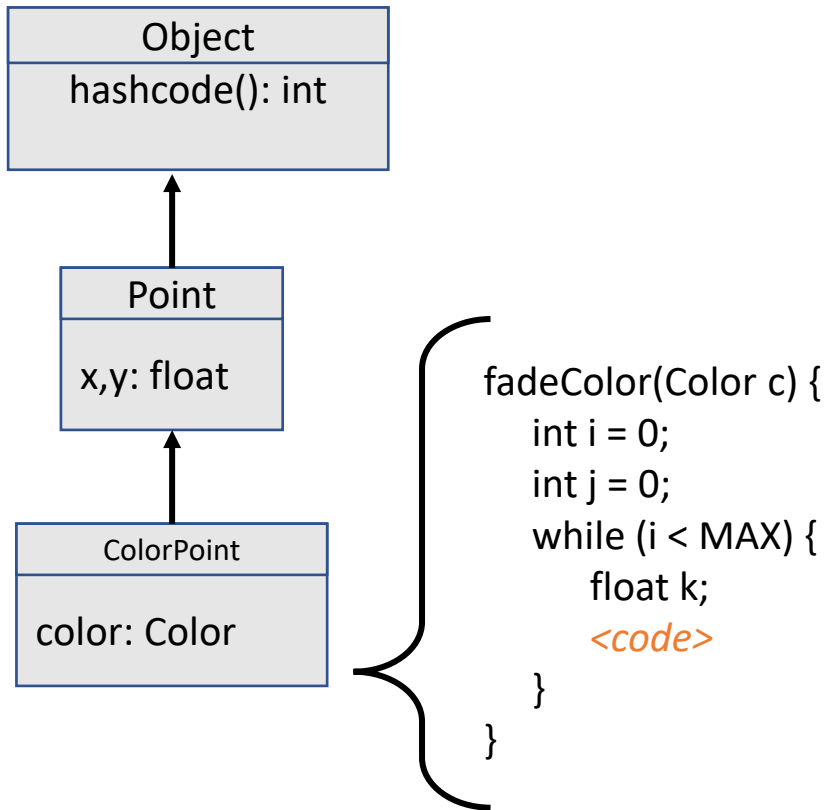 Object
hashcode(): int
Point
x,y: float
ColorPoint
color: Color
fadeColor(Color c) {
int i = 0;
int j = 0;
while (i < MAX) {
float k;
<code>
}
}